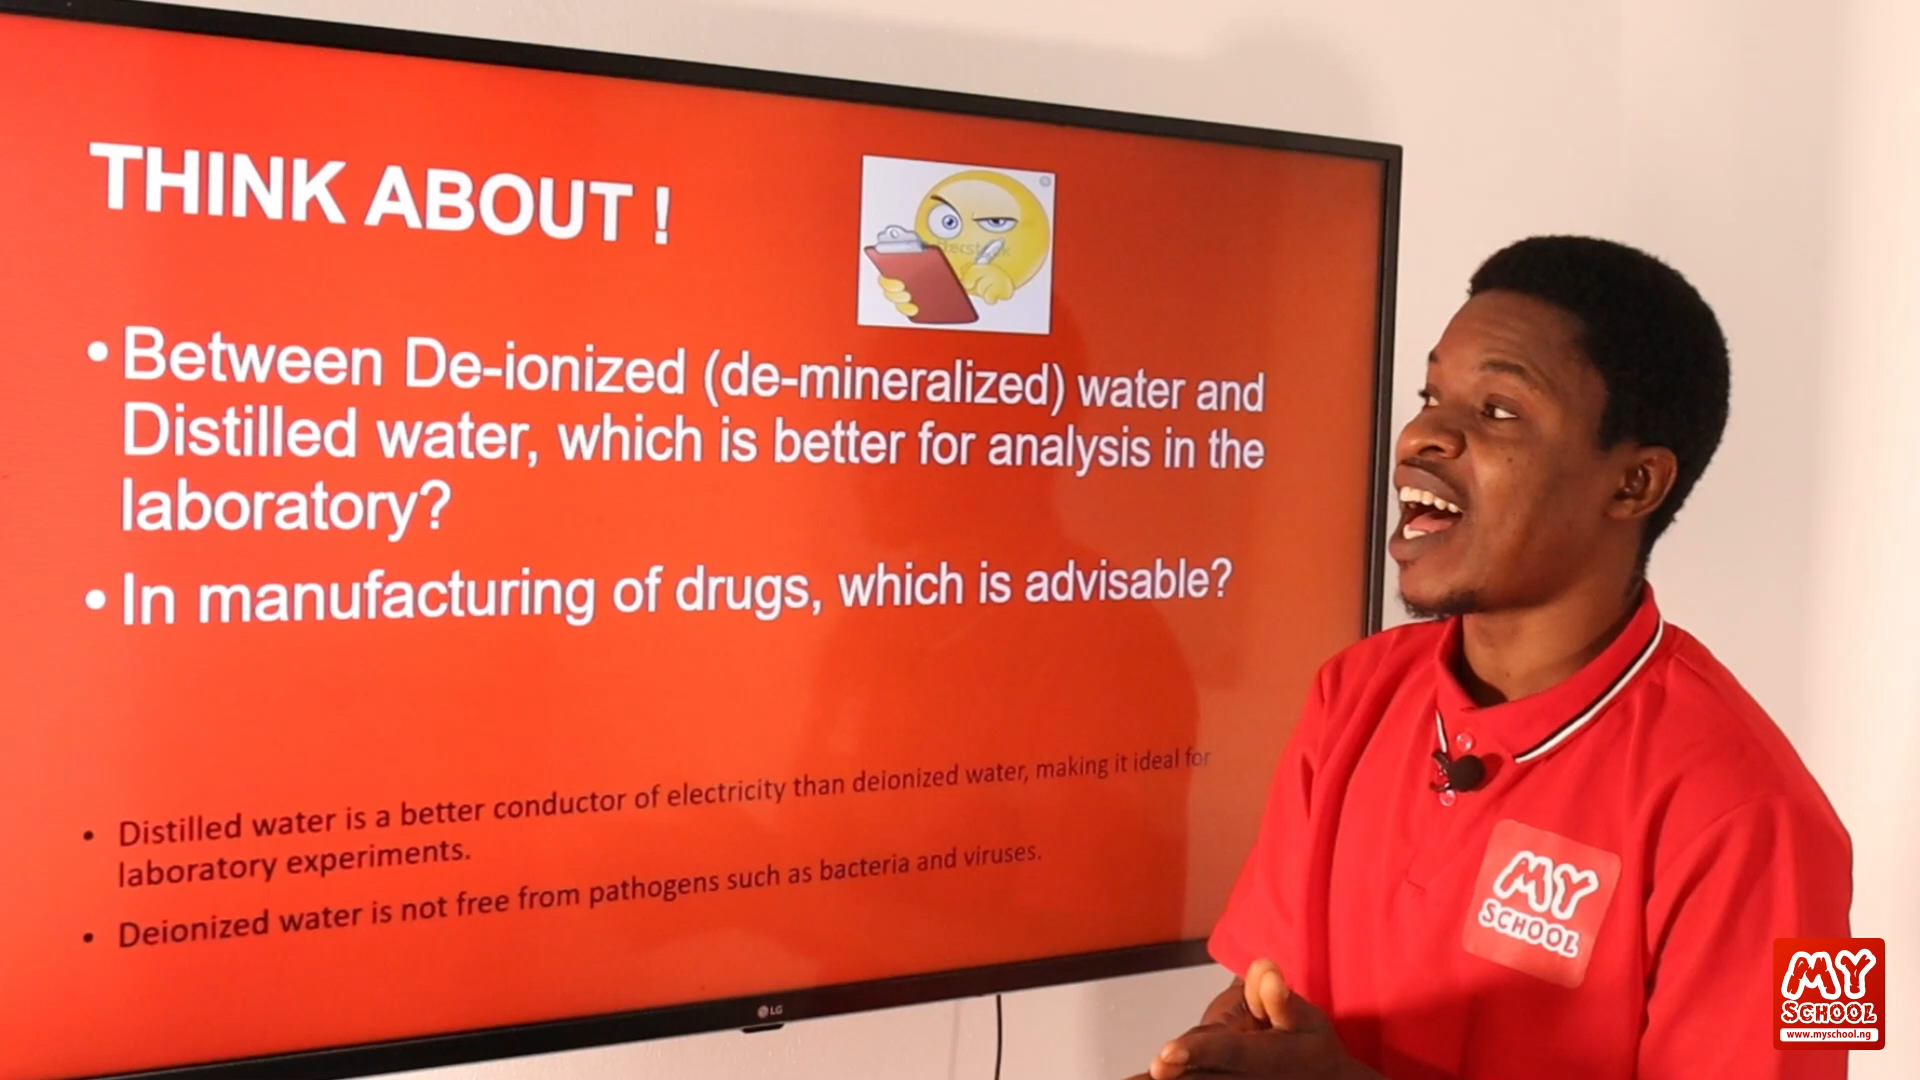 THINK ABOUT !
• Between De-ionized (de-mineralized) water and
Distilled water, which is better for analysis in the
laboratory?
• In manufacturing of drugs, which is advisable?
• Distilled water is a better conductor of electricity than deionized water, making it ideal for
laboratory experiments.
• Deionized water is not free from pathogens such as bacteria and viruses.
LG
MY
SCHOOL
MY
SCHOOL
www.myschool.ng